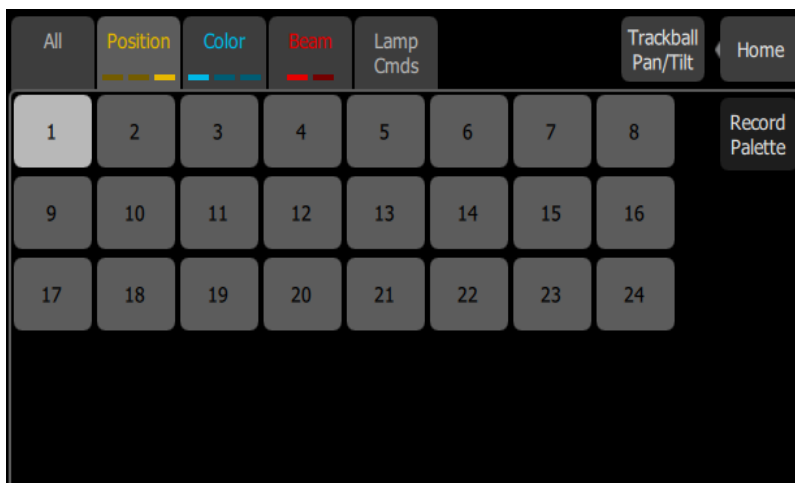 All
Position
Color
Beam
Lamp
Cmds
Trackball
Pan/Tilt
Home
1 2 3 4 5 6 7 8
Record
Palette
9 10 11 12 13 14 15 16
17 18 19 20 21 22 23 24